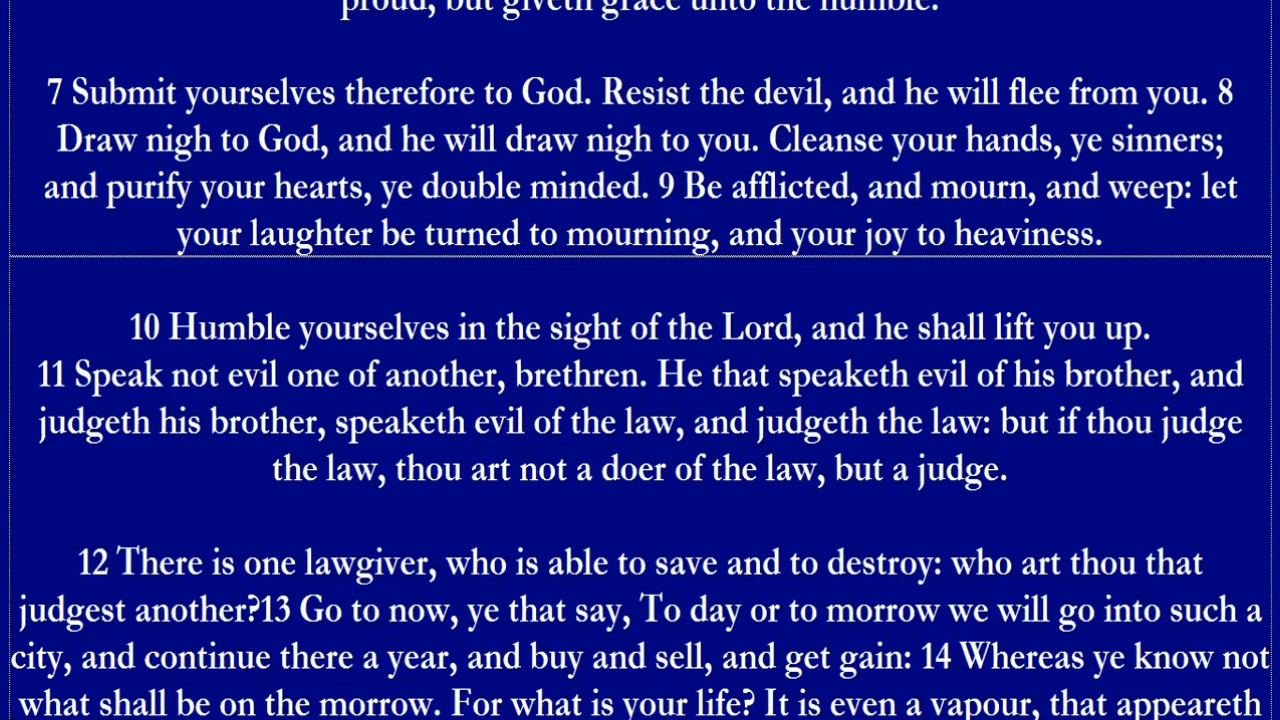 proud, but giveth grace unto the humble.
7 Submit yourselves therefore to God. Resist the devil, and he will flee from you. 8
Draw nigh to God, and he will draw nigh to you. Cleanse your hands, ye sinners;
and purify your hearts, ye double minded. 9 Be afflicted, and mourn, and weep: let
your laughter be turned to mourning, and your joy to heaviness.
10 Humble yourselves in the sight of the Lord, and he shall lift you up.
11 Speak not evil one of another, brethren. He that speaketh evil of his brother, and
judgeth his brother, speaketh evil of the law, and judgeth the law: but if thou judge
the law, thou art not a doer of the law, but a judge.
12 There is one lawgiver, who is able to save and to destroy: who art thou that
judgest another?13 Go to now, ye that say, To day or to morrow we will go into such a
city, and continue there a year, and buy and sell, and get gain: 14 Whereas ye know not
what shall be on the morrow. For what is your life? It is even a vapour, that appeareth